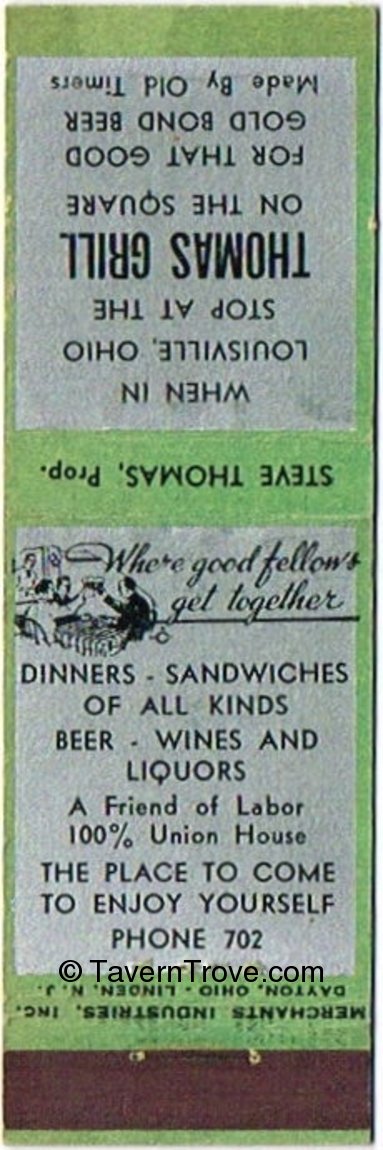 WHEN IN
LOUISVILLE, OHIO
STOP AT THE
THOMAS GRILL
ON THE SQUARE
FOR THAT GOOD
GOLD BOND BEER
Made By Old Timers
STEVE THOMAS, Prop.
Where good fellows
get together
DINNERS - SANDWICHES
OF ALL KINDS
BEER - WINES AND
LIQUORS
A Friend of Labor
100% Union House
THE PLACE TO COME
TO ENJOY YOURSELF
PHONE 702
© TavernTrove.com
MERCHANTS INDUSTRIES, INC.
DAYTON, OHIO - LINDEN, N. J.